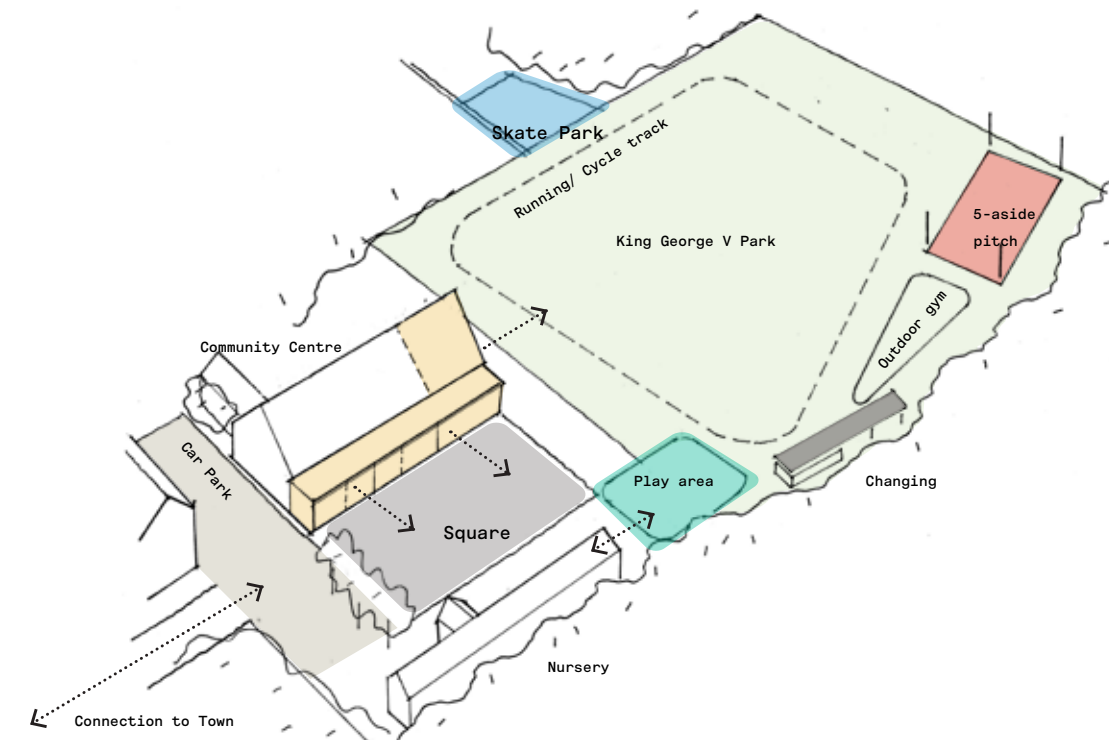 Skate Park
Running/ Cycle track
King George V Park
5-aside
pitch
Outdoor gym
Community Centre
Car Park
Play area
Changing
Square
Nursery
Connection to Town